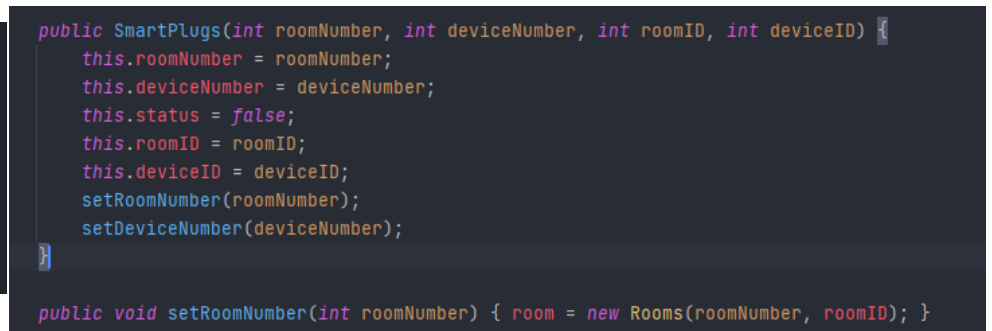 public SmartPlugs(int roomNumber, int deviceNumber, int roomID, int deviceID) {
this.roomNumber = roomNumber;
this.deviceNumber = deviceNumber;
this.status = false;
this.roomID = roomID;
this.deviceID = deviceID;
setRoomNumber(roomNumber);
setDeviceNumber(deviceNumber);
}
public void setRoomNumber(int roomNumber) { room = new Rooms(roomNumber, roomID); }